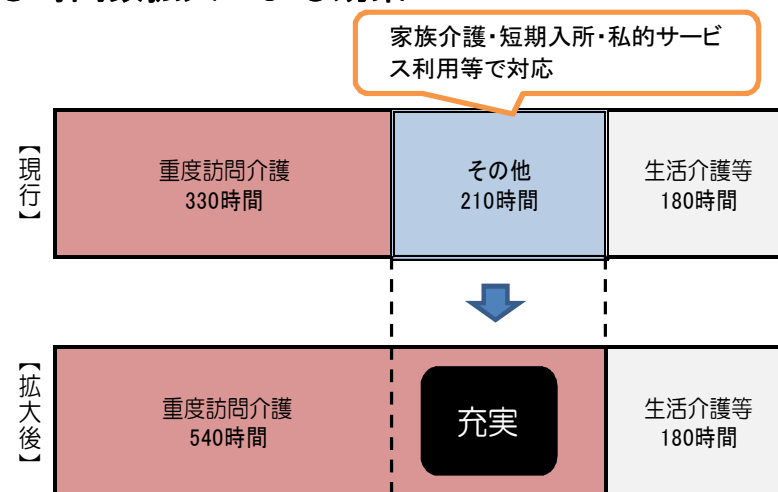 家族介護・短期入所・私的サービ
ス利用等で対応
【現行】
重度訪問介護
330時間
その他
210時間
生活介護等
180時間
【拡大後】
重度訪問介護
540時間
充実
生活介護等
180時間